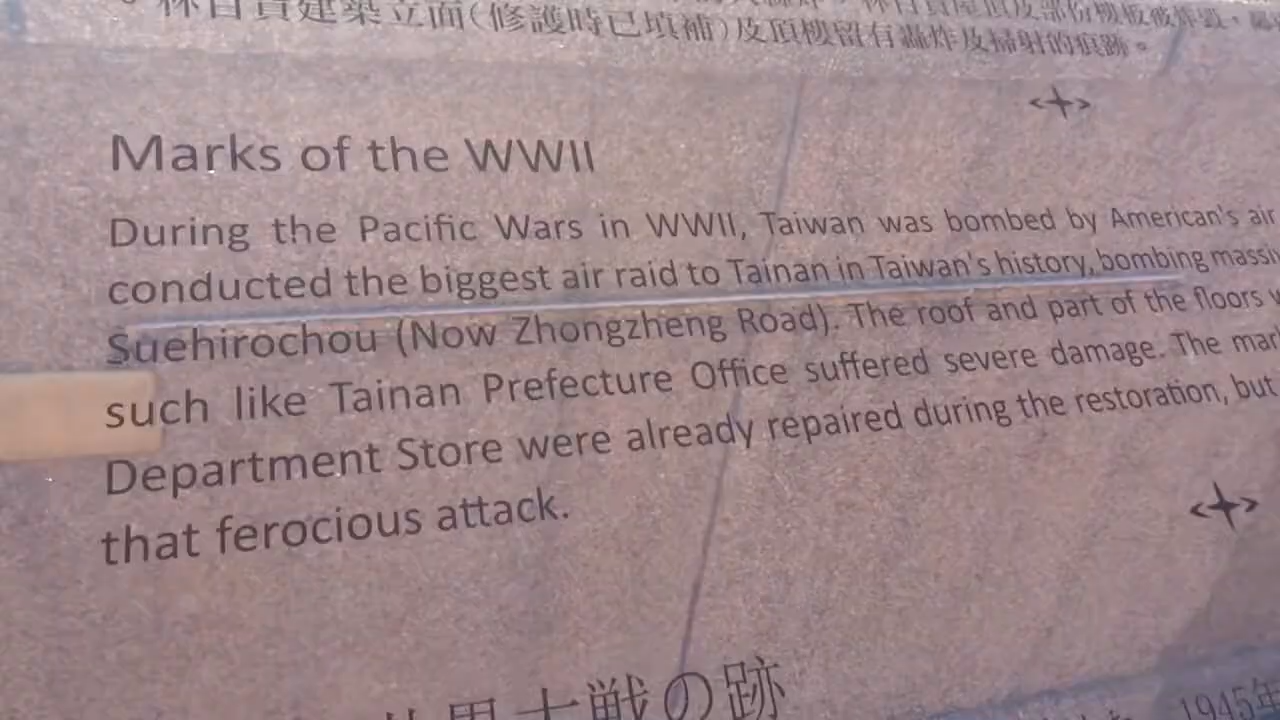 林百貨建築立面(修護時已填補)及頂樓留有轟炸及掃射的痕跡。
Marks of the WWII
During the Pacific Wars in WWII, Taiwan was bombed by American's air
conducted the biggest air raid to Tainan in Taiwan's history, bombing
Suehirochou (Now Zhongzheng Road). The roof and part of the floors
such like Tainan Prefecture Office suffered severe damage. The
Department Store were already repaired during the restoration, but
that ferocious attack.
界大戦の跡
1945年